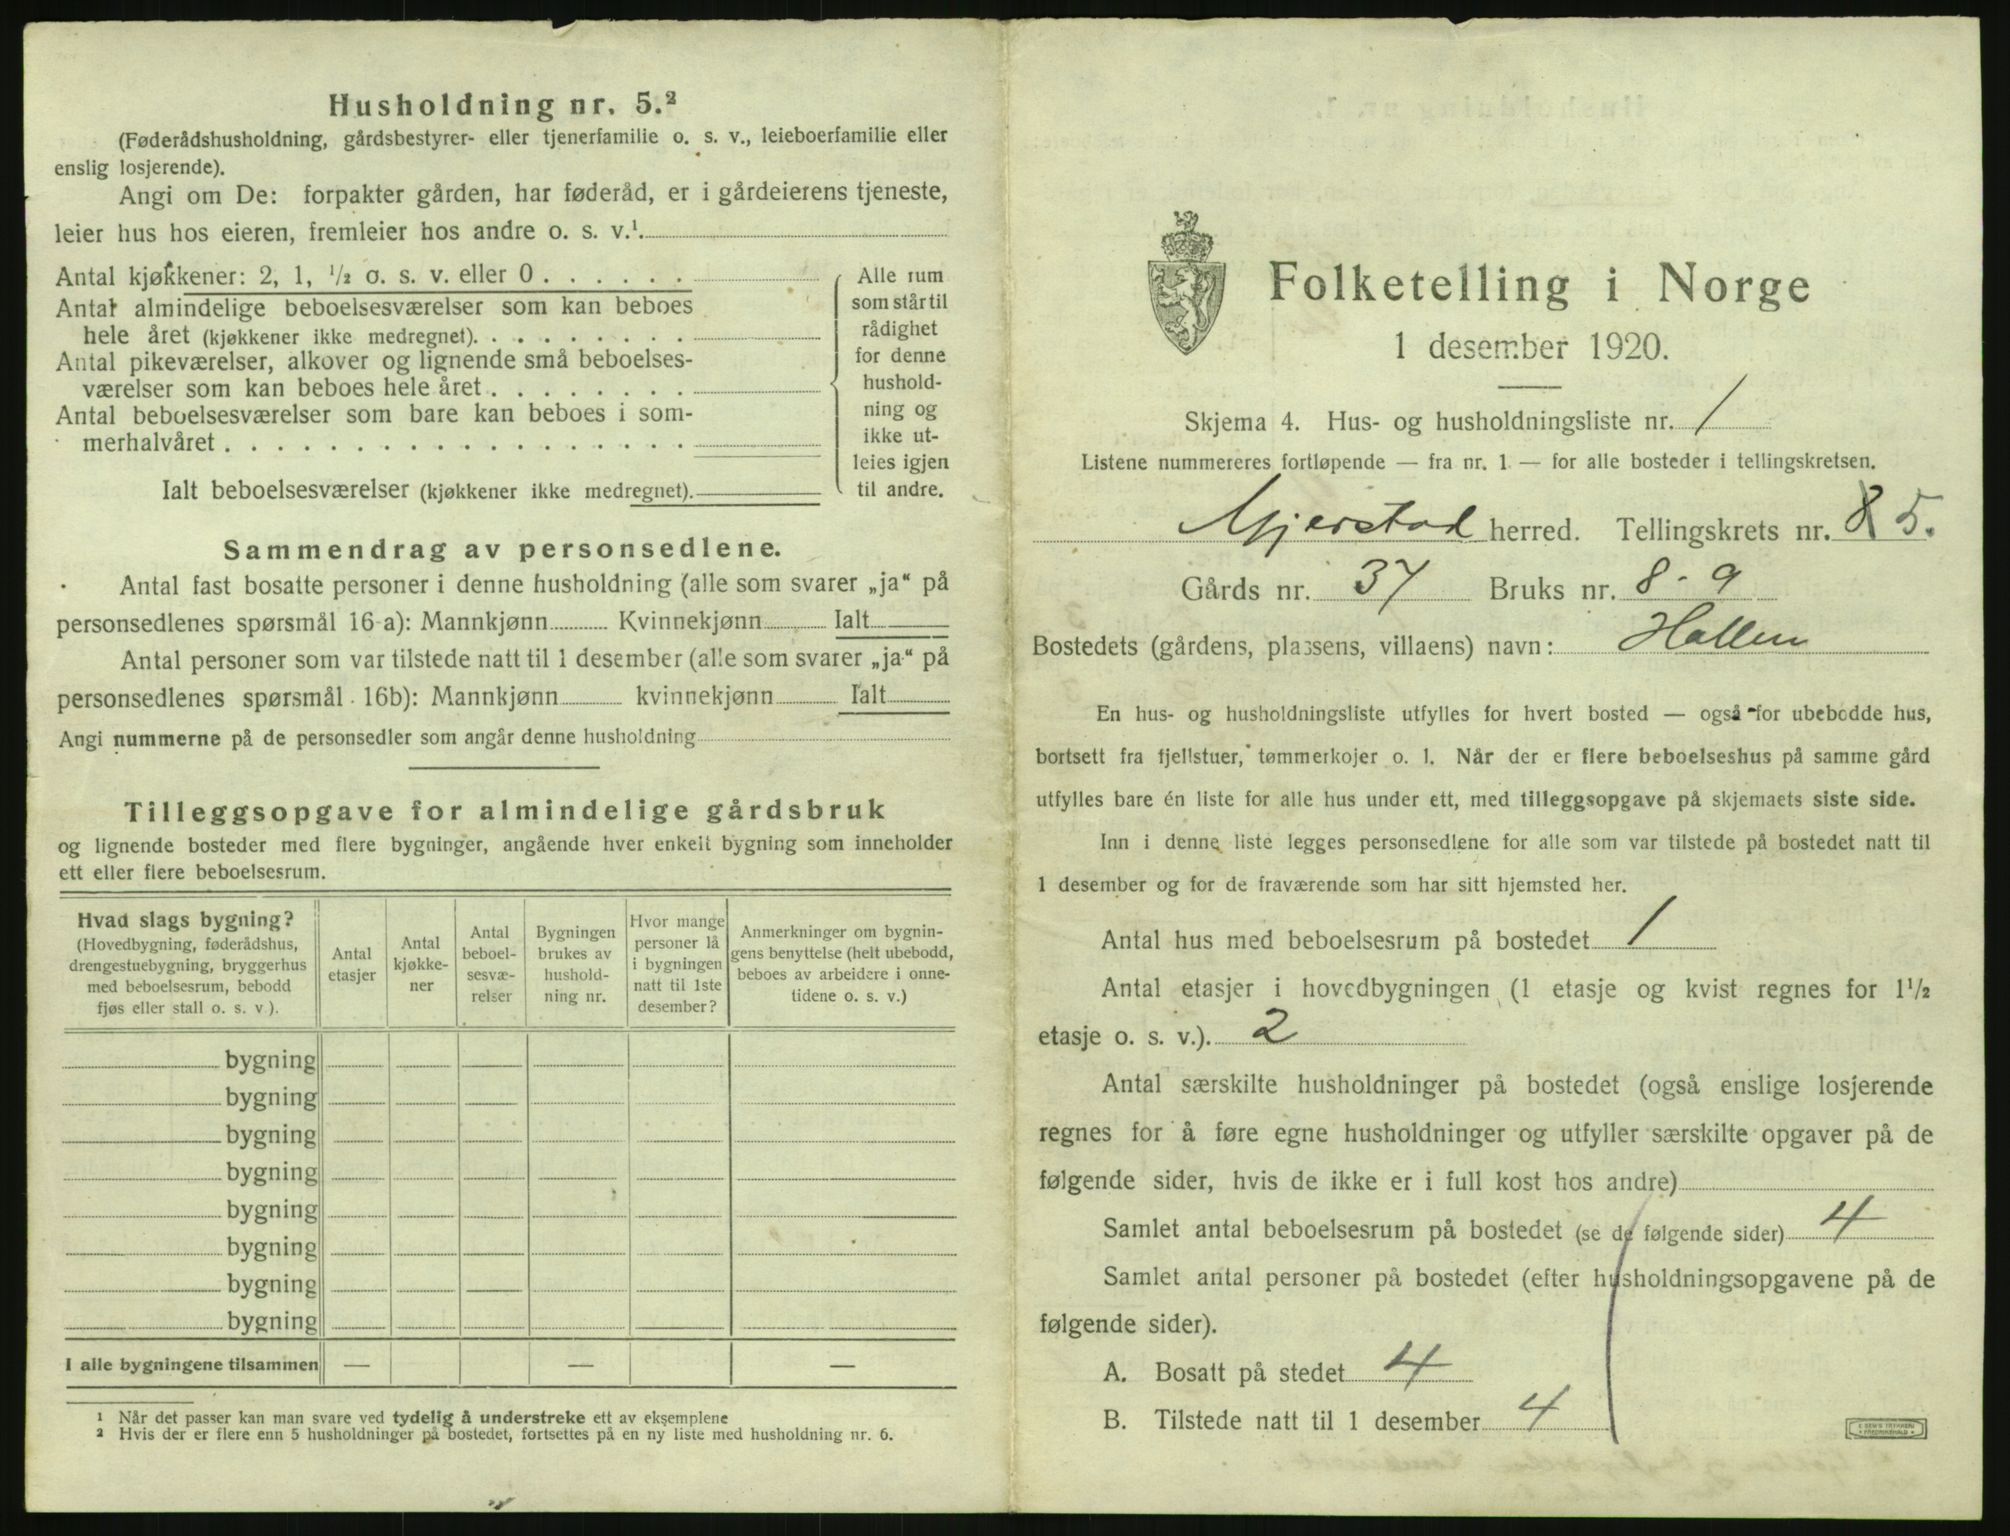 Husholdning nr. 5.²
(Føderådshusholdning, gårdsbestyrer- eller tjenerfamilie o. s. v., leieboerfamilie eller
enslig losjerende).
Angi om De: forpakter gården, har føderåd, er i gårdeierens tjeneste,
leier hus hos eieren, fremleier hos andre o. s. v.¹
Antal kjøkkener: 2, 1, ½ o. s. v. eller 0 . . . . . .
Antal almindelige beboelsesværelser som kan beboes
hele året (kjøkkener ikke medregnet). . . . . . . .
Antal pikeværelser, alkover og lignende små beboelses-
værelser som kan beboes hele året . . . . . . .
Antal beboelsesværelser som bare kan beboes i som-
merhalvåret . . . . . . . . . . . . . . . . .
Ialt beboelsesværelser (kjøkkener ikke medregnet).
Alle rum
som står til
rådighet
for denne
hushold-
ning og
ikke ut-
leies igjen
til andre.
Sammendrag av personsedlene.
Antal fast bosatte personer i denne husholdning (alle som svarer „ja“ på
personsedlenes spørsmål 16 a): Mannkjønn Kvinnekjønn Ialt
Antal personer som var tilstede natt til 1 desember (alle som svarer „ja“ på
personsedlenes spørsmål 16b): Mannkjønn kvinnekjønn Ialt
Angi nummerne på de personsedler som angår denne husholdning
Tilleggsopgave for almindelige gårdsbruk
og lignende bosteder med flere bygninger, angående hver enkelt bygning som inneholder
ett eller flere beboelsesrum.
Hvad slags bygning?
(Hovedbygning, føderådshus,
drengestuebygning, bryggerhus
med beboelsesrum, bebodd
fjøs eller stall o. s. v.).
Antal
etasjer
Antal
kjøkke-
ner
Antal
beboel-
sesvæ-
relser
Bygningen
brukes av
hushold-
ning nr.
Hvor mange
personer lå
i bygningen
natt til 1ste
desember?
Anmerkninger om bygnin-
gens benyttelse (helt ubebodd,
beboes av arbeidere i onne-
tidene o. s. v.)
bygning
bygning
bygning
bygning
bygning
bygning
bygning
bygning
I alle bygningene tilsammen — — —
¹ Når det passer kan man svare ved tydelig å understreke ett av eksemplene
² Hvis der er flere enn 5 husholdninger på bostedet, fortsettes på en ny liste med husholdning nr. 6.
Folketelling i Norge
1 desember 1920.
Skjema 4. Hus- og husholdningsliste nr. 1
Listene nummereres fortløpende — fra nr. 1 — for alle bosteder i tellingskretsen.
Gjerstad herred. Tellingskrets nr. 8 5.
Gårds nr. 37 Bruks nr. 8 - 9
Bostedets (gårdens, plassens, villaens) navn: Hallen
En hus- og husholdningsliste utfylles for hvert bosted — også for ubebodde hus,
bortsett fra fjellstuer, tømmerkojer o. l. Når der er flere beboelseshus på samme gård
utfylles bare én liste for alle hus under ett, med tilleggsopgave på skjemaets siste side.
Inn i denne liste legges personsedlene for alle som var tilstede på bostedet natt til
1 desember og for de fraværende som har sitt hjemsted her.
Antal hus med beboelsesrum på bostedet 1
Antal etasjer i hovedbygningen (1 etasje og kvist regnes for 1½
etasje o. s. v.). 2
Antal særskilte husholdninger på bostedet (også enslige losjerende
regnes for å føre egne husholdninger og utfyller særskilte opgaver på de
følgende sider, hvis de ikke er i full kost hos andre)
Samlet antal beboelsesrum på bostedet (se de følgende sider) 4
Samlet antal personer på bostedet (efter husholdningsopgavene på de
følgende sider).
A. Bosatt på stedet 4
B. Tilstede natt til 1 desember 4